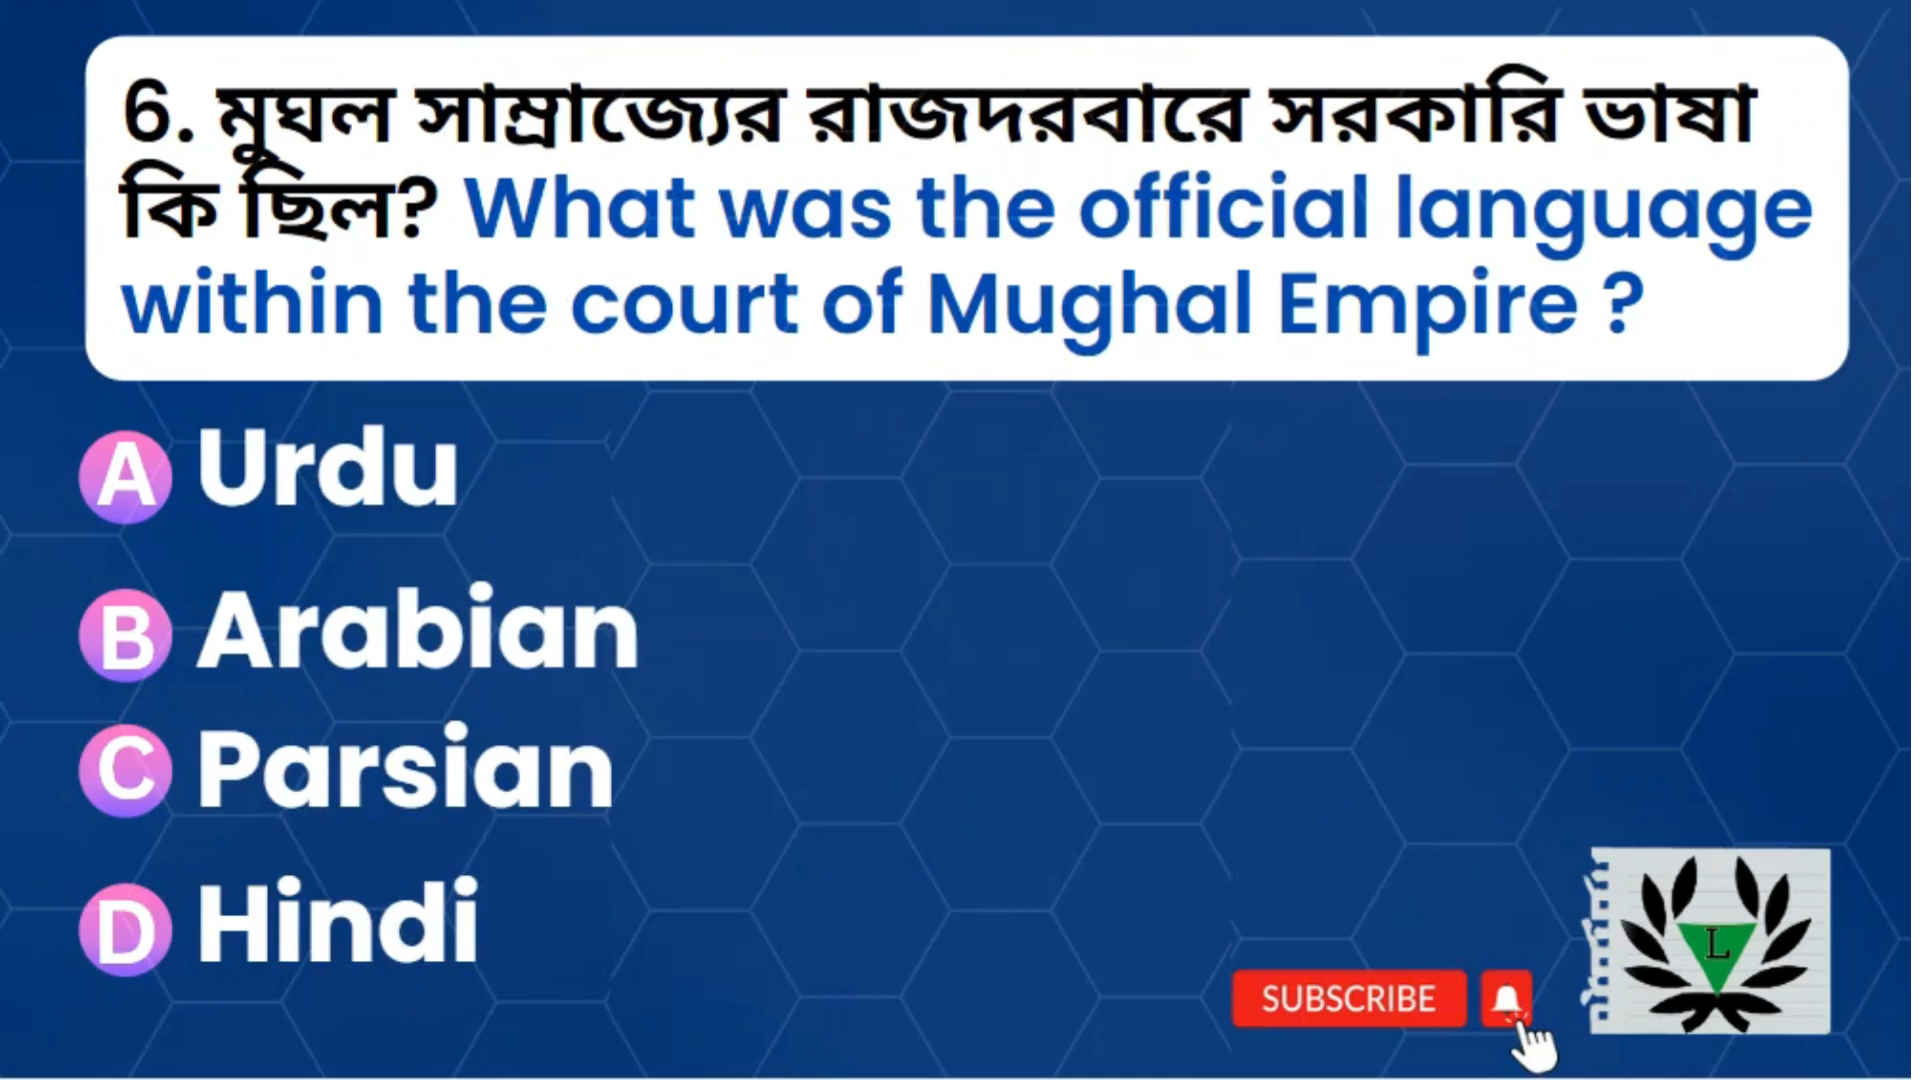 6. মুঘল সাম্রাজ্যের রাজদরবারে সরকারি ভাষা
কি ছিল? What was the official language
within the court of Mughal Empire ?
A Urdu
B Arabian
C Parsian
D Hindi
L
SUBSCRIBE